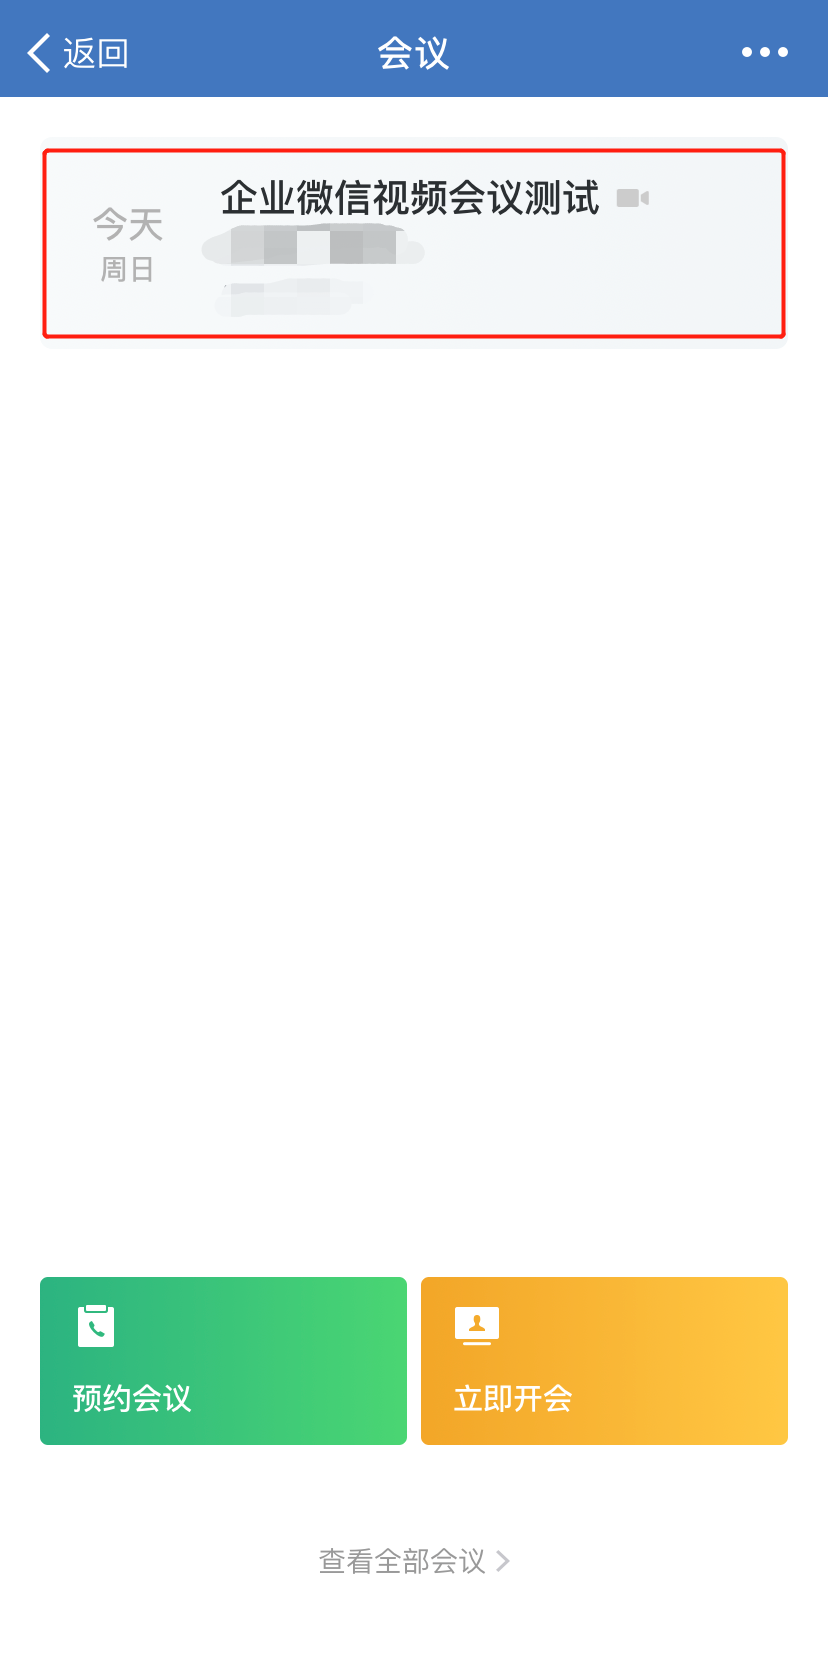 返回
会议
今天
周日
企业微信视频会议测试
预约会议
立即开会
查看全部会议